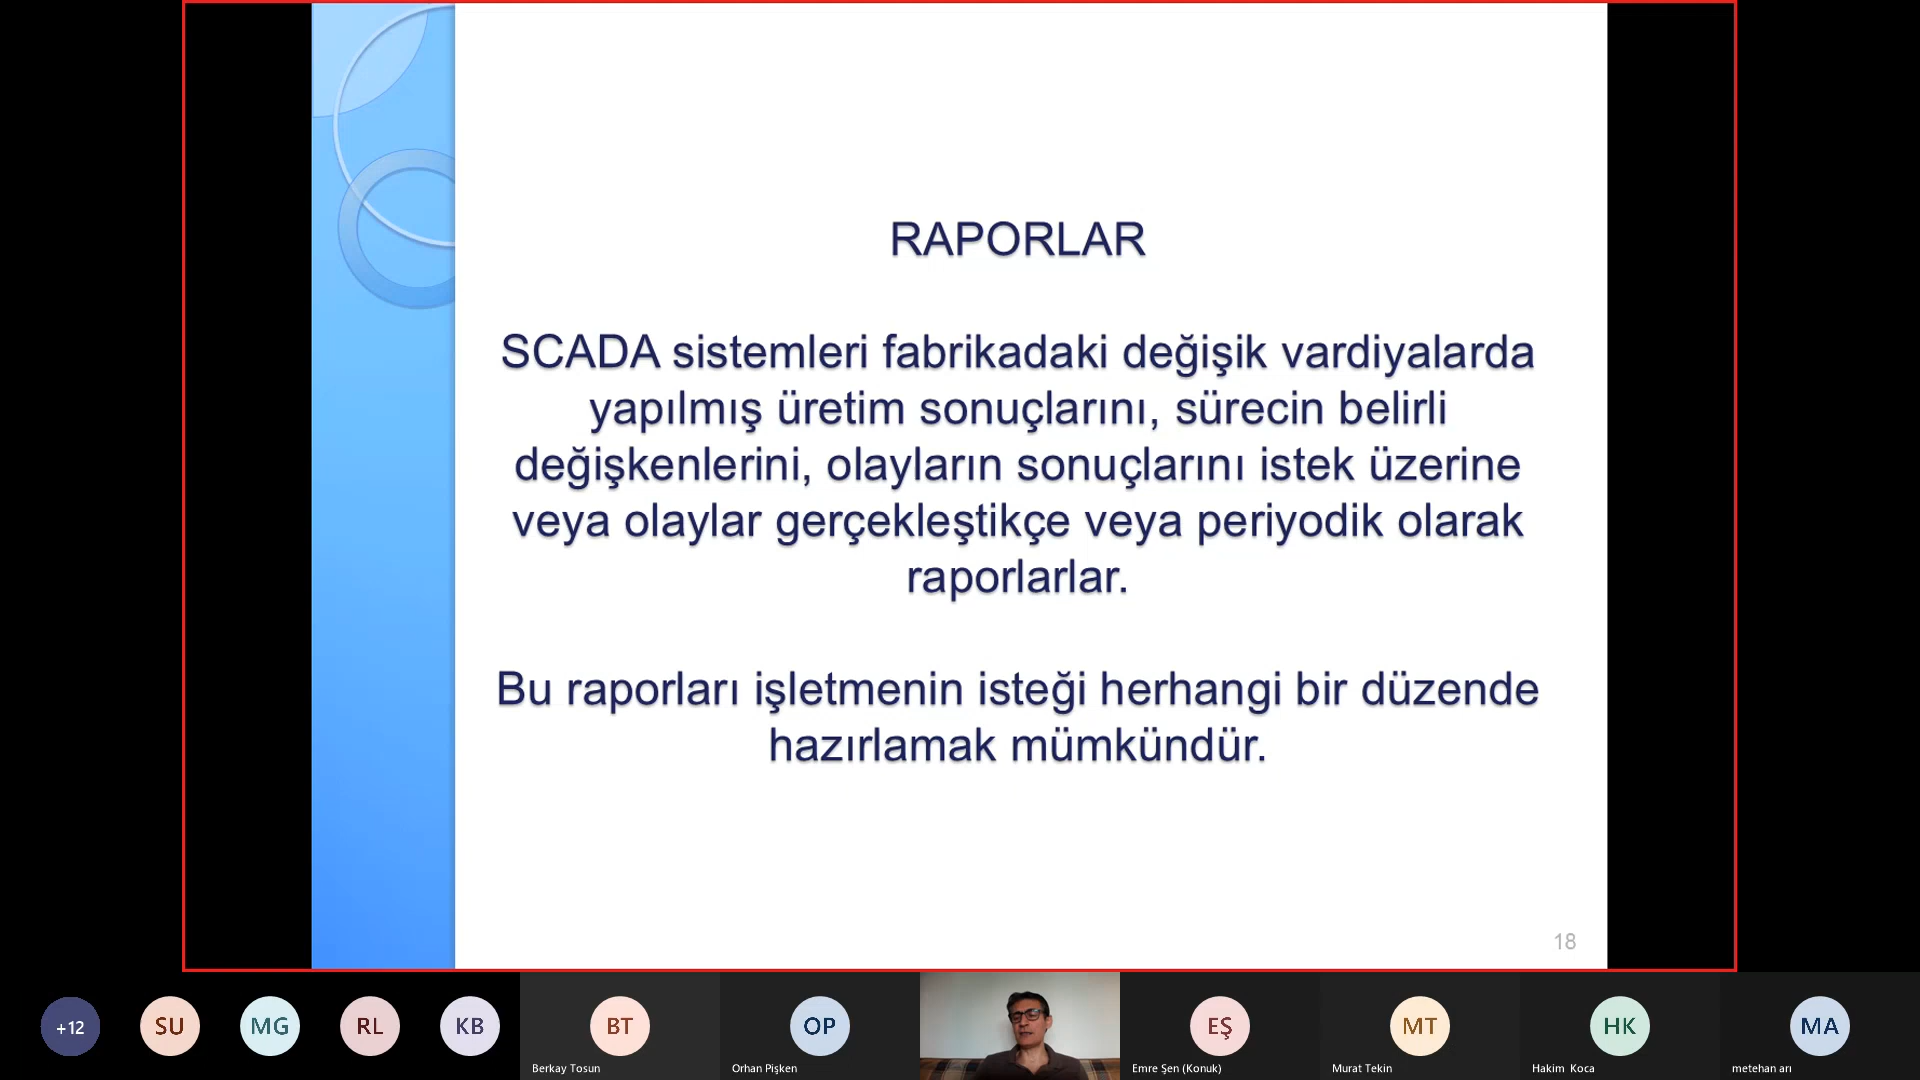 RAPORLAR
SCADA sistemleri fabrikadaki değişik vardiyalarda
yapılmış üretim sonuçlarını, sürecin belirli
değişkenlerini, olayların sonuçlarını istek üzerine
veya olaylar gerçekleştikçe veya periyodik olarak
raporlarlar.
Bu raporları işletmenin isteği herhangi bir düzende
hazırlamak mümkündür.
18
+12
SU
MG
RL
KB
BT
Berkay Tosun
OP
Orhan Pişken
EŞ
Emre Şen (Konuk)
MT
Murat Tekin
HK
Hakim Koca
MA
metehan arı